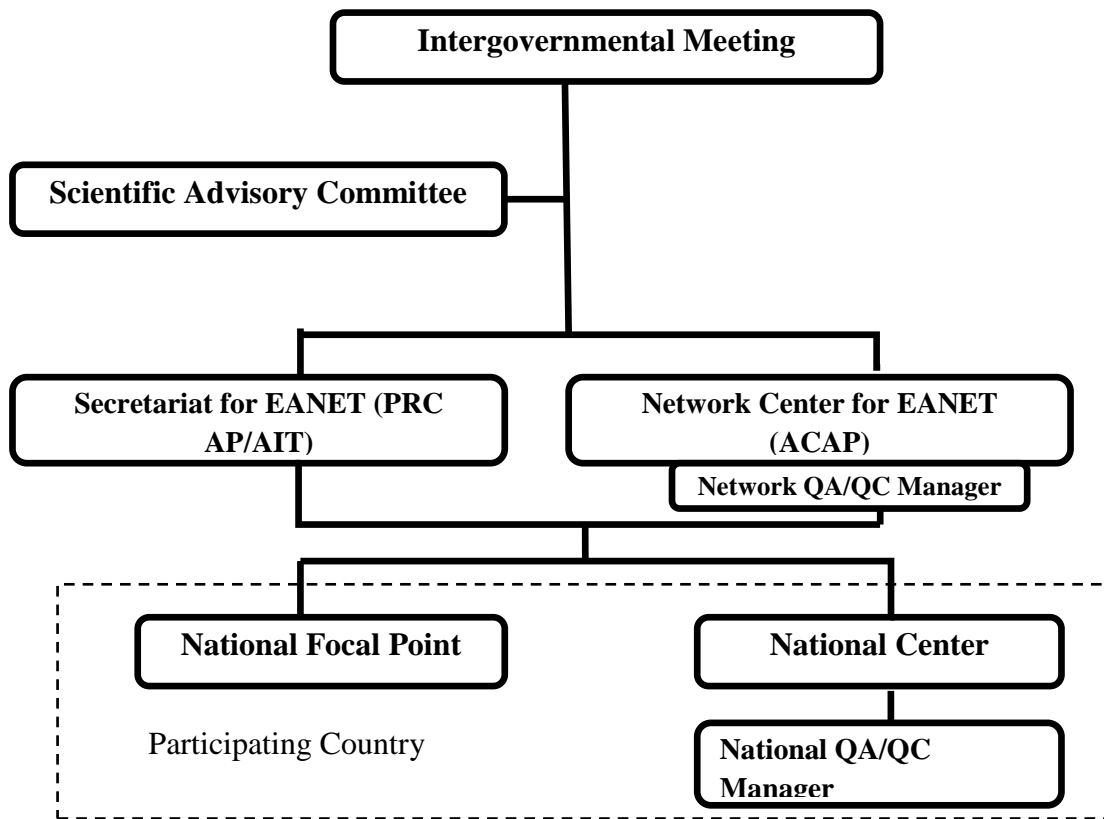 Intergovernmental Meeting
Scientific Advisory Committee
Secretariat for EANET (PRC
AP/AIT)
Network Center for EANET
(ACAP)
Network QA/QC Manager
National Focal Point
National Center
Participating Country
National QA/QC
Manager